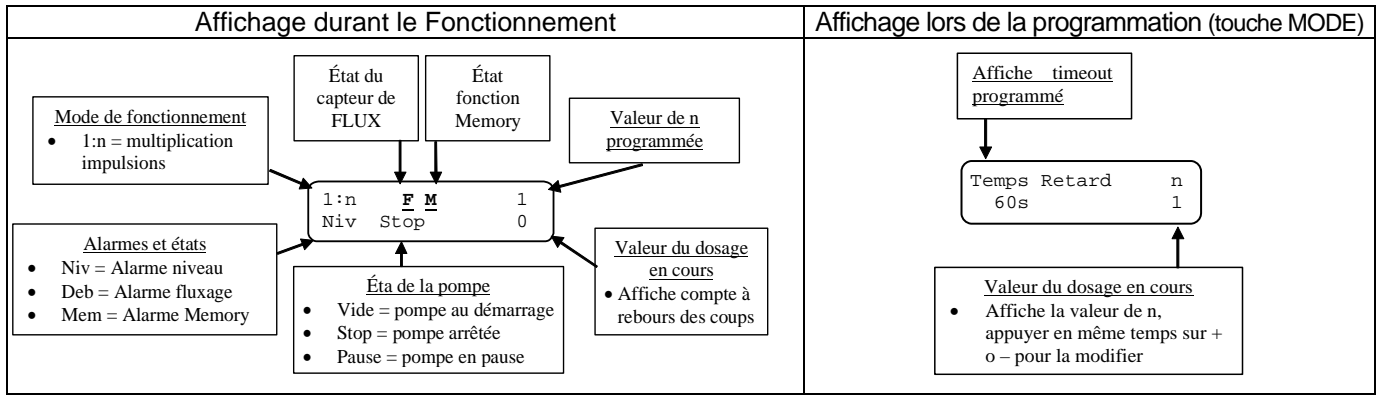 Affichage durant le Fonctionnement
Affichage lors de la programmation (touche MODE)
État du
capteur de
FLUX
État
fonction
Memory
Mode de fonctionnement
• 1:n = multiplication
impulsions
Valeur de n
programmée
1:n F M 1
Niv Stop 0
Alarmes et états
• Niv = Alarme niveau
• Deb = Alarme fluxage
• Mem = Alarme Memory
Éta de la pompe
• Vide = pompe au démarrage
• Stop = pompe arrêtée
• Pause = pompe en pause
Valeur du dosage
en cours
• Affiche compte à
rebours des coups
Affiche timeout
programmé
Temps Retard n
60s 1
Valeur du dosage en cours
• Affiche la valeur de n,
appuyer en même temps sur +
o – pour la modifier